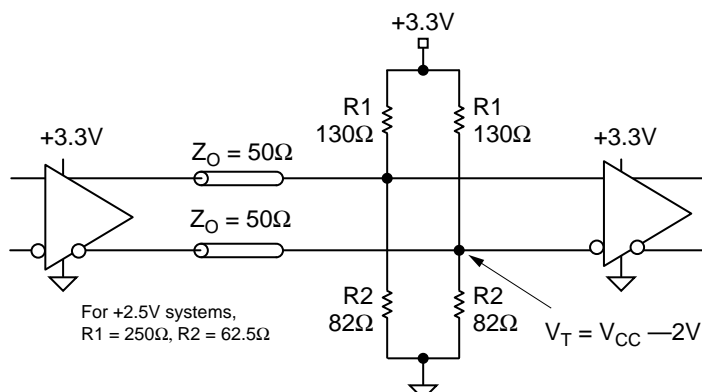 +3.3V
R1
130Ω
R1
130Ω
+3.3V
Z_O = 50Ω
+3.3V
Z_O = 50Ω
R2
82Ω
R2
82Ω
For +2.5V systems,
R1 = 250Ω, R2 = 62.5Ω
V_T = V_CC —2V